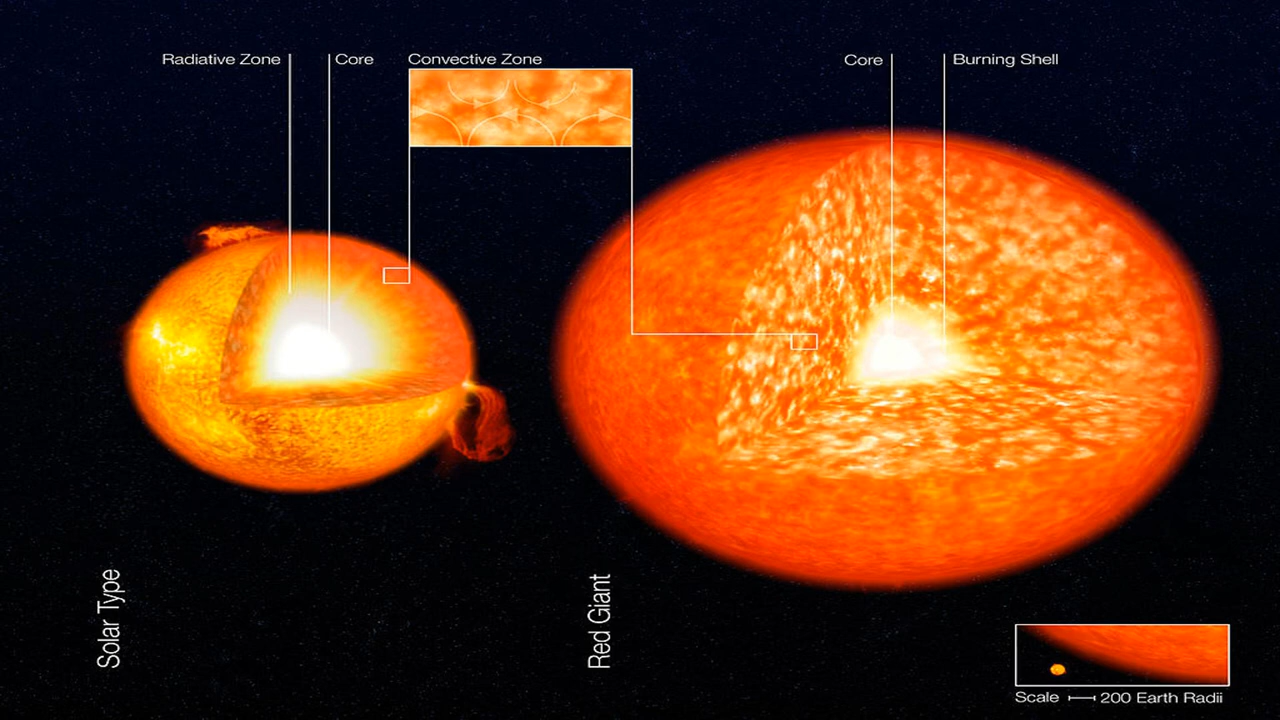 Radiative Zone
Core
Convective Zone
Core
Burning Shell
Solar Type
Red Giant
Scale 200 Earth Radii